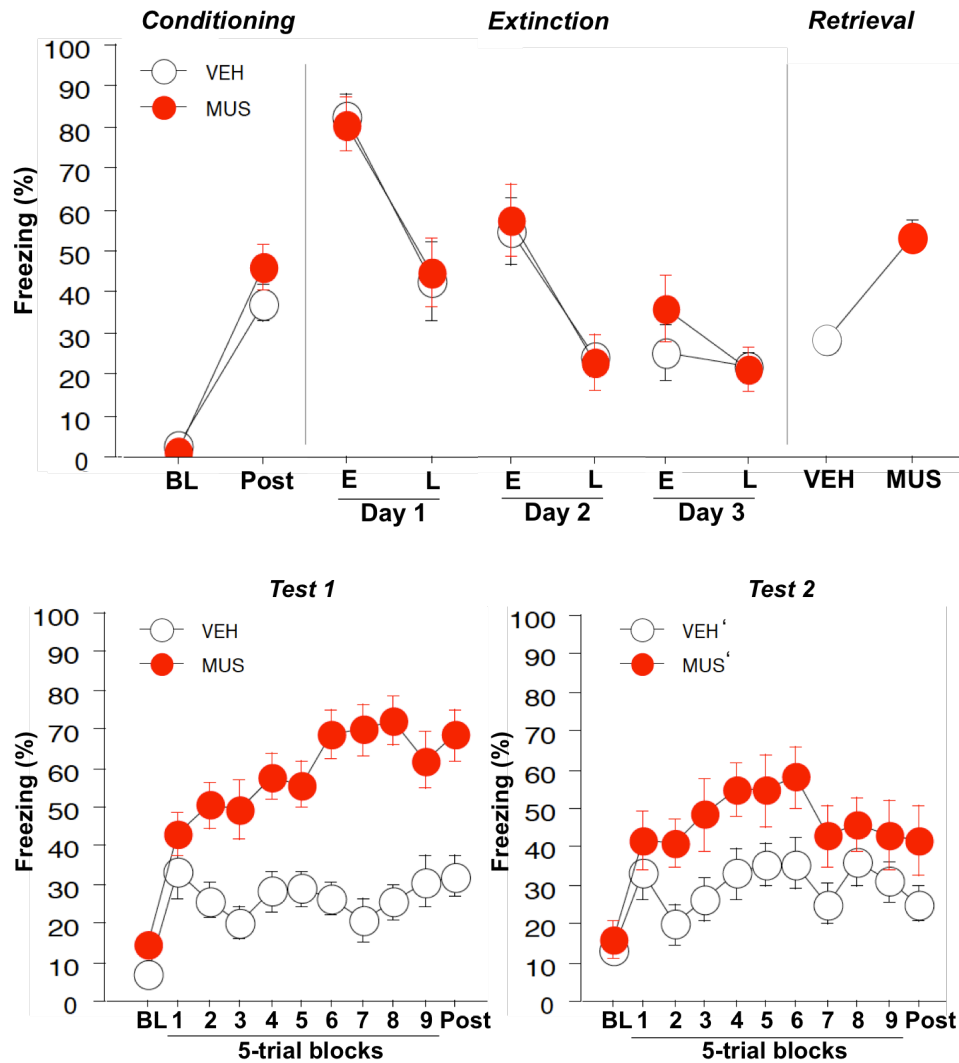 Conditioning Extinction Retrieval
100
90
80
70
60
50
40
30
20
10
0
Freezing (%)
VEH
MUS
BL Post E L E L E L VEH MUS
Day 1 Day 2 Day 3
Test 1
100
90
80
70
60
50
40
30
20
10
0
Freezing (%)
VEH
MUS
BL 1 2 3 4 5 6 7 8 9 Post
5-trial blocks
Test 2
100
90
80
70
60
50
40
30
20
10
0
Freezing (%)
VEH‘
MUS‘
BL 1 2 3 4 5 6 7 8 9 Post
5-trial blocks